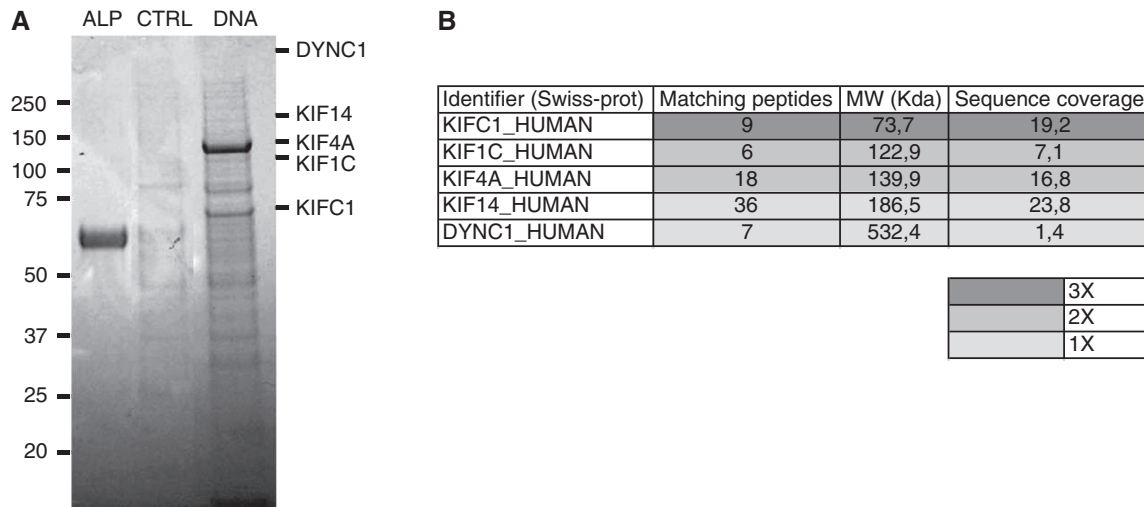 A
ALP CTRL DNA
DYNC1
250
KIF14
150
KIF4A
KIF1C
100
75
KIFC1
50
37
25
20
B
Identifier (Swiss-prot) Matching peptides MW (Kda) Sequence coverage
KIFC1_HUMAN 9 73,7 19,2
KIF1C_HUMAN 6 122,9 7,1
KIF4A_HUMAN 18 139,9 16,8
KIF14_HUMAN 36 186,5 23,8
DYNC1_HUMAN 7 532,4 1,4
3X
2X
1X